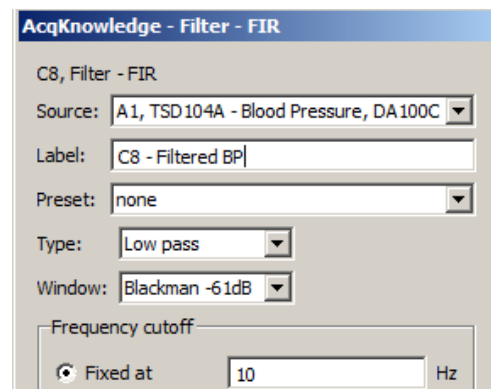 AcqKnowledge - Filter - FIR
C8, Filter - FIR
Source: A1, TSD104A - Blood Pressure, DA100C
Label: C8 - Filtered BP
Preset: none
Type: Low pass
Window: Blackman -61dB
Frequency cutoff
Fixed at 10 Hz